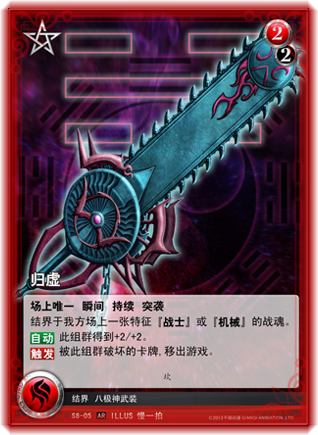 2
2
归虚
场上唯一 瞬间 持续 突袭
结界于我方场上一张特征『战士』或『机械』的战魂。
自动 此组群得到+2/+2。
触发 被此组群破坏的卡牌,移出游戏。
结界 八极神武装
S8-05 AR ILLUS 慢一拍